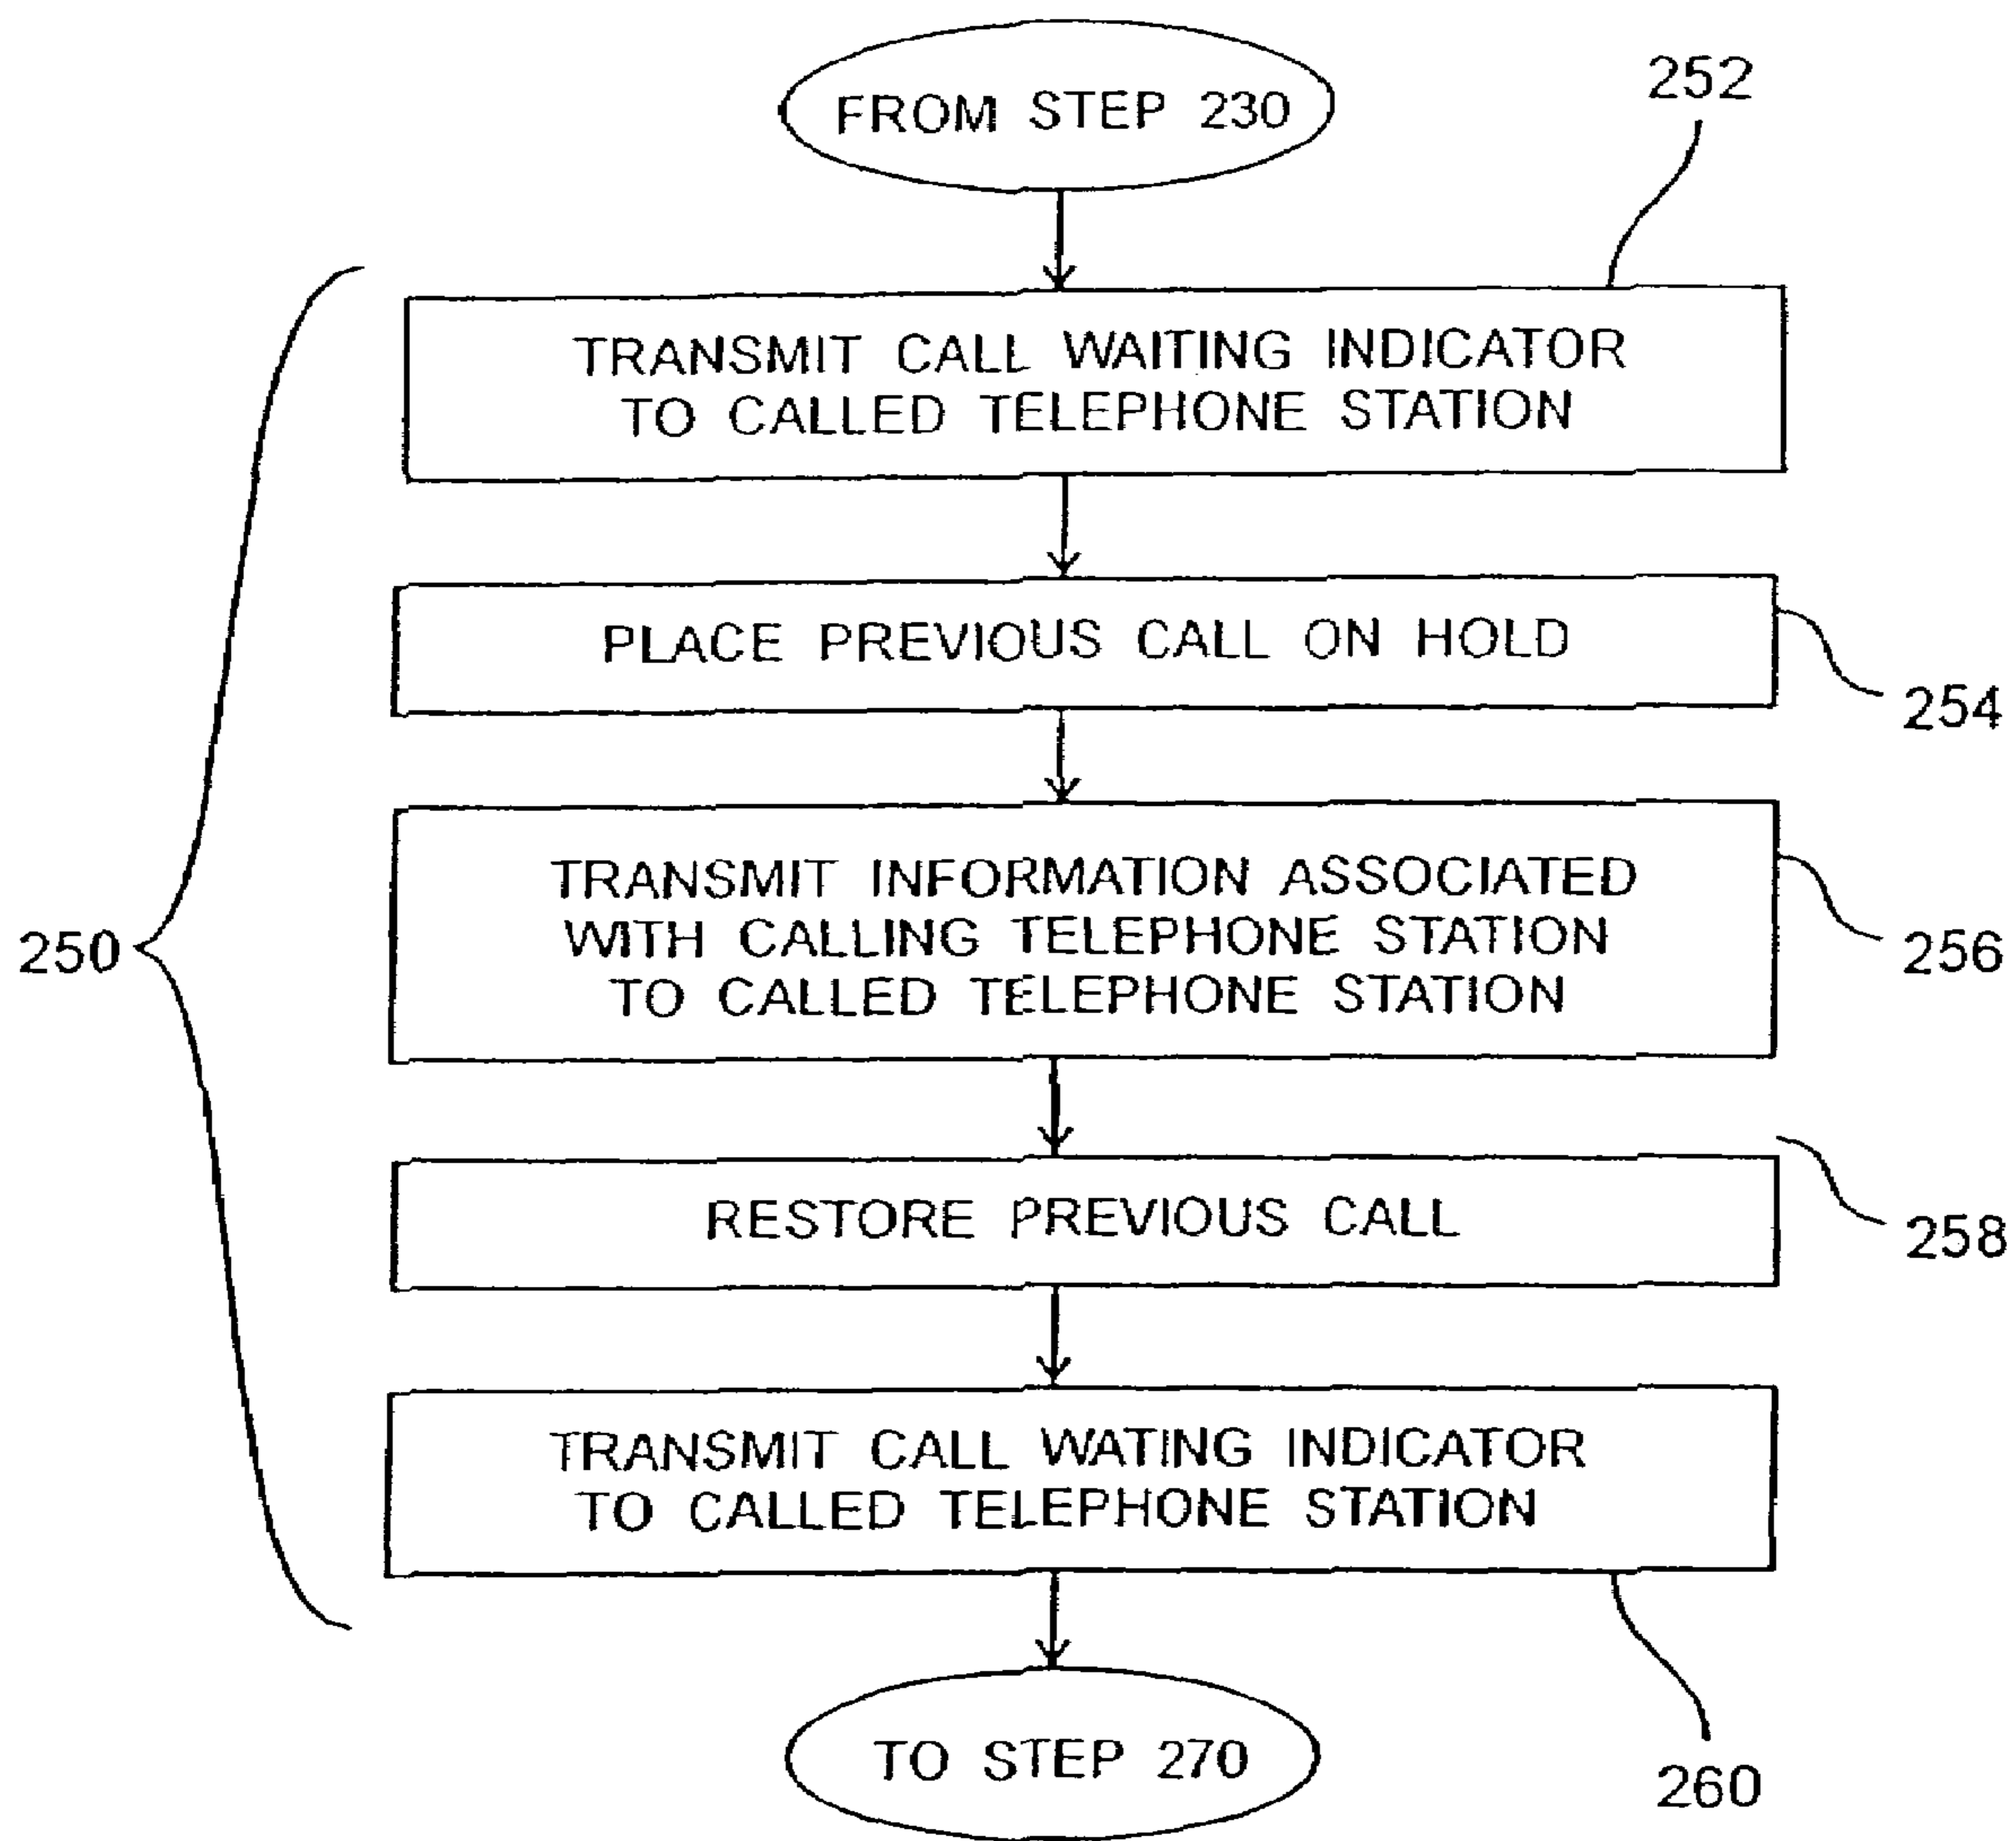 FROM STEP 230
252
TRANSMIT CALL WAITING INDICATOR
TO CALLED TELEPHONE STATION
PLACE PREVIOUS CALL ON HOLD
254
TRANSMIT INFORMATION ASSOCIATED
WITH CALLING TELEPHONE STATION
TO CALLED TELEPHONE STATION
250
256
RESTORE PREVIOUS CALL
258
TRANSMIT CALL WATING INDICATOR
TO CALLED TELEPHONE STATION
TO STEP 270
260